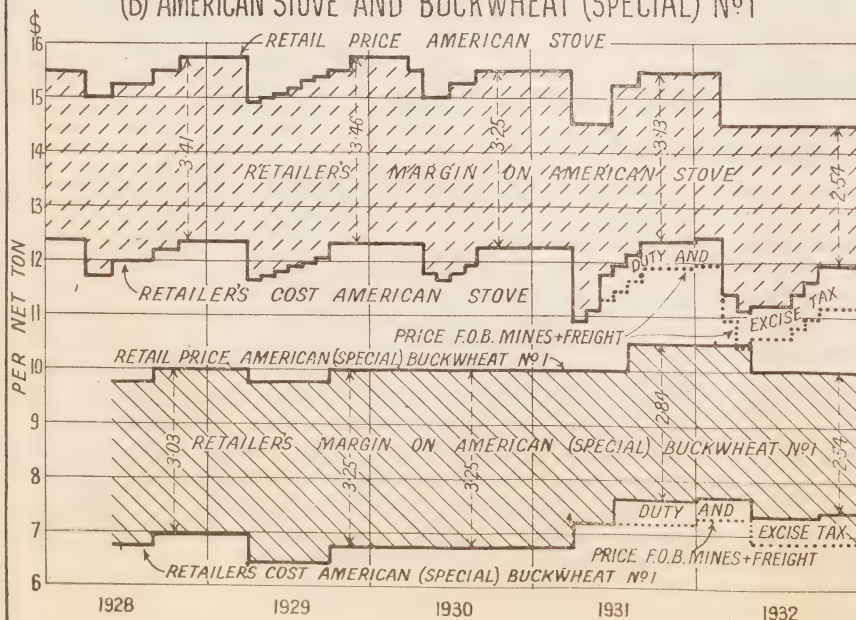 (B) AMERICAN STOVE AND BUCKWHEAT (SPECIAL) Nº1
$
16
RETAIL PRICE AMERICAN STOVE
15
3·41
3·46
3·25
3·13
14
RETAILER'S MARGIN ON AMERICAN STOVE
2·54
13
12
DUTY AND
RETAILER'S COST AMERICAN STOVE
11
EXCISE TAX
PRICE F.O.B. MINES+FREIGHT
PER NET TON
10
RETAIL PRICE AMERICAN (SPECIAL) BUCKWHEAT Nº1
9
3·03
3·25
3·25
2·84
2·54
RETAILER'S MARGIN ON AMERICAN (SPECIAL) BUCKWHEAT Nº1
8
DUTY AND
7
EXCISE TAX
PRICE F.O.B. MINES+FREIGHT
RETAILERS COST AMERICAN (SPECIAL) BUCKWHEAT Nº1
6
1928 1929 1930 1931 1932